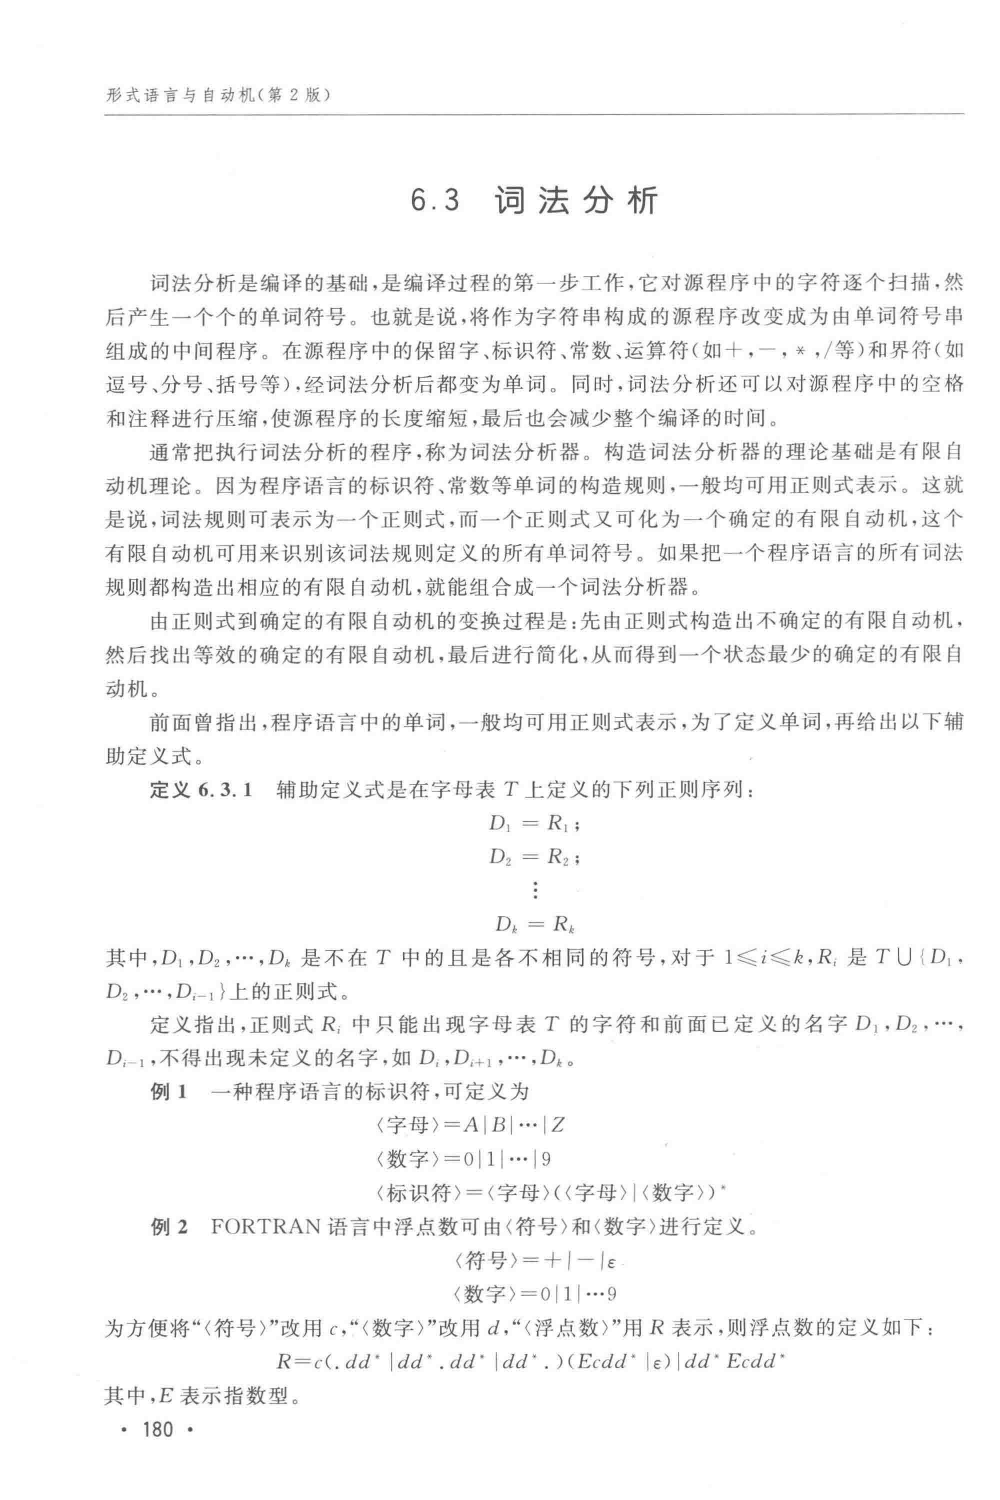 形式语言与自动机(第 2 版)
6.3 词法分析
词法分析是编译的基础,是编译过程的第一步工作,它对源程序中的字符逐个扫描,然
后产生一个个的单词符号。也就是说,将作为字符串构成的源程序改变成为由单词符号串
组成的中间程序。在源程序中的保留字、标识符、常数、运算符(如+,-,*,/等)和界符(如
逗号、分号、括号等),经词法分析后都变为单词。同时,词法分析还可以对源程序中的空格
和注释进行压缩,使源程序的长度缩短,最后也会减少整个编译的时间。
通常把执行词法分析的程序,称为词法分析器。构造词法分析器的理论基础是有限自
动机理论。因为程序语言的标识符、常数等单词的构造规则,一般均可用正则式表示。这就
是说,词法规则可表示为一个正则式,而一个正则式又可化为一个确定的有限自动机,这个
有限自动机可用来识别该词法规则定义的所有单词符号。如果把一个程序语言的所有词法
规则都构造出相应的有限自动机,就能组合成一个词法分析器。
由正则式到确定的有限自动机的变换过程是:先由正则式构造出不确定的有限自动机,
然后找出等效的确定的有限自动机,最后进行简化,从而得到一个状态最少的确定的有限自
动机。
前面曾指出,程序语言中的单词,一般均可用正则式表示,为了定义单词,再给出以下辅
助定义式。
定义 6.3.1 辅助定义式是在字母表 T 上定义的下列正则序列:
D₁ = R₁;
D₂ = R₂;
⋮
Dₖ = Rₖ
其中,D₁,D₂,…,Dₖ 是不在 T 中的且是各不相同的符号,对于 1≤i≤k,Rᵢ 是 T∪{D₁,
D₂,…,Dᵢ₋₁}上的正则式。
定义指出,正则式 Rᵢ 中只能出现字母表 T 的字符和前面已定义的名字 D₁,D₂,…,
Dᵢ₋₁,不得出现未定义的名字,如 Dᵢ,Dᵢ₊₁,…,Dₖ。
例 1 一种程序语言的标识符,可定义为
〈字母〉=A|B|…|Z
〈数字〉=0|1|…|9
〈标识符〉=〈字母〉(〈字母〉|〈数字〉)*
例 2 FORTRAN 语言中浮点数可由〈符号〉和〈数字〉进行定义。
〈符号〉=+|-|ε
〈数字〉=0|1|…9
为方便将“〈符号〉”改用 c,“〈数字〉”改用 d,“〈浮点数〉”用 R 表示,则浮点数的定义如下:
R=c(.dd*|dd*.dd*|dd*.)(Ecdd*|ε)|dd*Ecdd*
其中,E 表示指数型。
· 180 ·